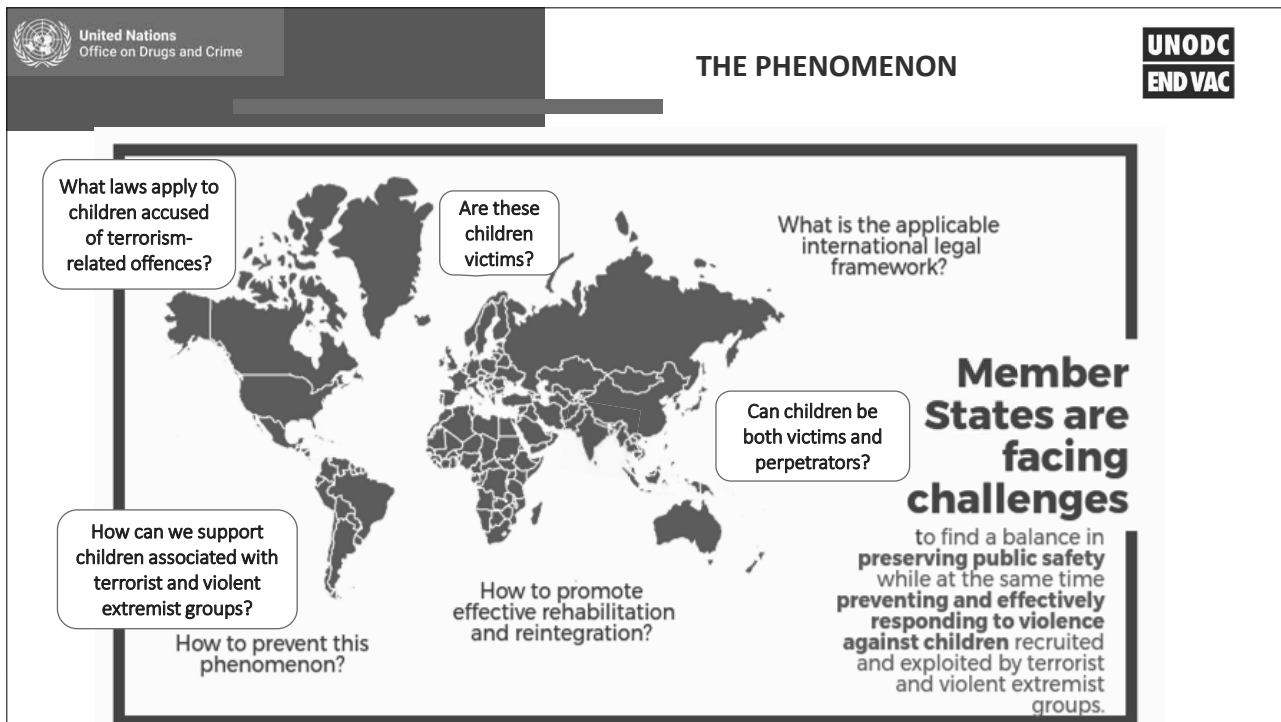 United Nations
Office on Drugs and Crime
THE PHENOMENON
UNODC
END VAC
What laws apply to
children accused
of terrorism-
related offences?
Are these
children
victims?
What is the applicable
international legal
framework?
Can children be
both victims and
perpetrators?
Member
States are
facing
challenges
to find a balance in
preserving public safety
while at the same time
preventing and effectively
responding to violence
against children recruited
and exploited by terrorist
and violent extremist
groups.
How can we support
children associated with
terrorist and violent
extremist groups?
How to promote
effective rehabilitation
and reintegration?
How to prevent this
phenomenon?